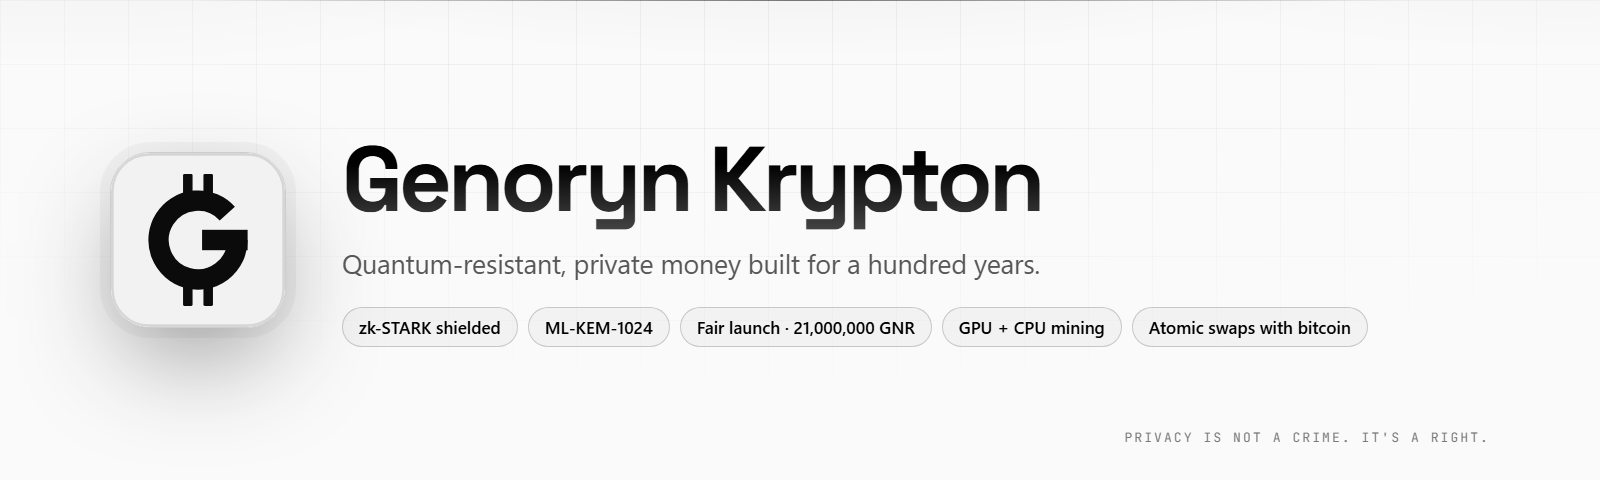 Genoryn Krypton
Quantum-resistant, private money built for a hundred years.
zk-STARK shielded
ML-KEM-1024
Fair launch · 21,000,000 GNR
GPU + CPU mining
Atomic swaps with bitcoin
PRIVACY IS NOT A CRIME. IT'S A RIGHT.